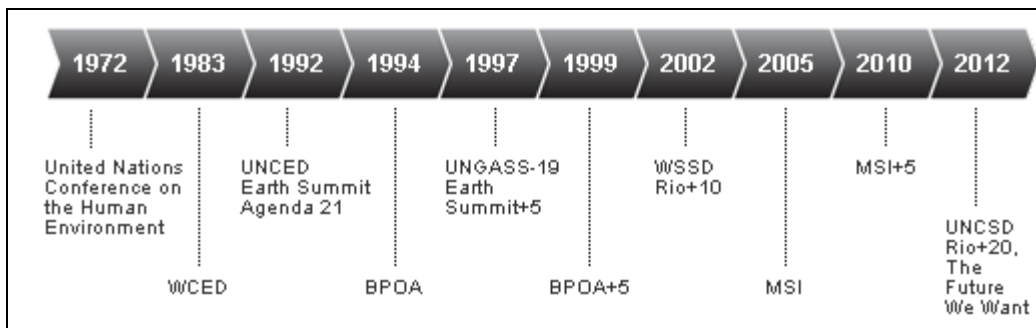 1972 1983 1992 1994 1997 1999 2002 2005 2010 2012
United Nations
Conference on
the Human
Environment
WCED
UNCED
Earth Summit
Agenda 21
BPOA
UNGASS-19
Earth
Summit+5
BPOA+5
WSSD
Rio+10
MSI
MSI+5
UNCSD
Rio+20,
The
Future
We Want